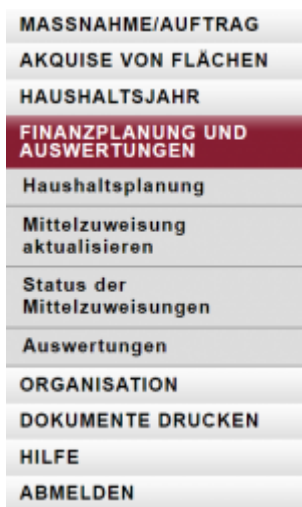 MASSNAHME/AUFTRAG
AKQUISE VON FLÄCHEN
HAUSHALTSJAHR
FINANZPLANUNG UND
AUSWERTUNGEN
Haushaltsplanung
Mittelzuweisung
aktualisieren
Status der
Mittelzuweisungen
Auswertungen
ORGANISATION
DOKUMENTE DRUCKEN
HILFE
ABMELDEN